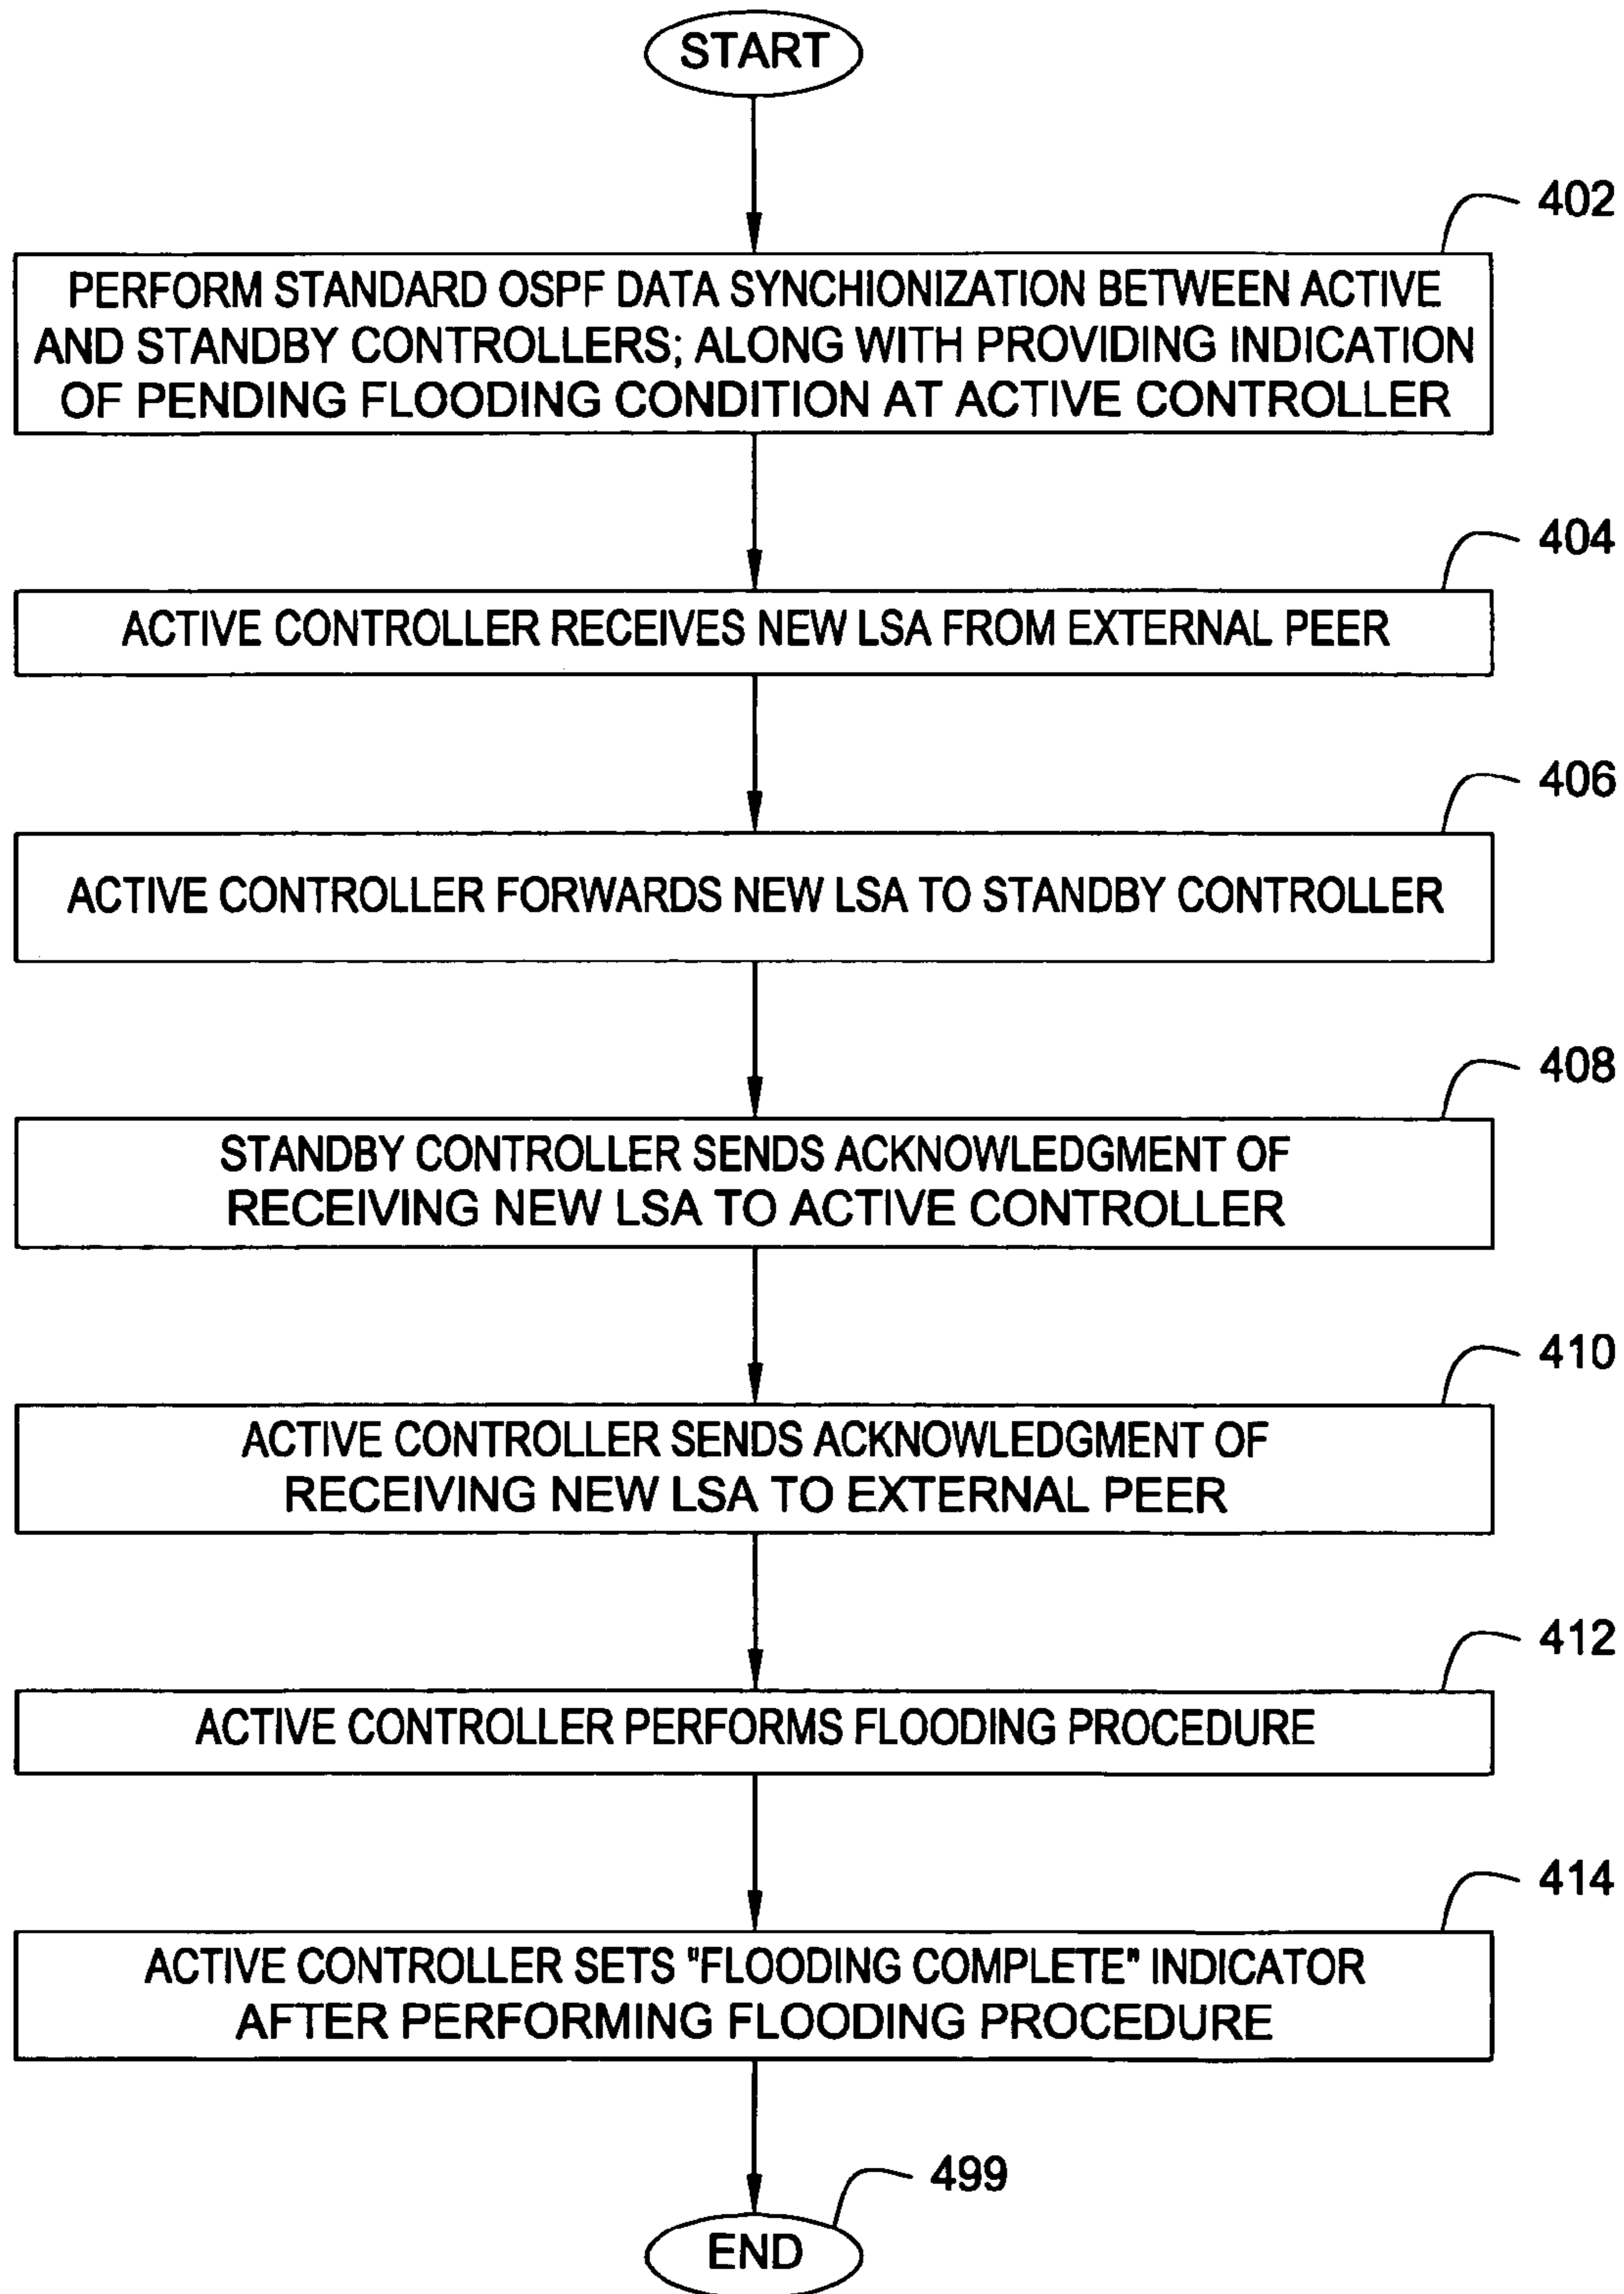 START
402
PERFORM STANDARD OSPF DATA SYNCHIONIZATION BETWEEN ACTIVE
AND STANDBY CONTROLLERS; ALONG WITH PROVIDING INDICATION
OF PENDING FLOODING CONDITION AT ACTIVE CONTROLLER
404
ACTIVE CONTROLLER RECEIVES NEW LSA FROM EXTERNAL PEER
406
ACTIVE CONTROLLER FORWARDS NEW LSA TO STANDBY CONTROLLER
408
STANDBY CONTROLLER SENDS ACKNOWLEDGMENT OF
RECEIVING NEW LSA TO ACTIVE CONTROLLER
410
ACTIVE CONTROLLER SENDS ACKNOWLEDGMENT OF
RECEIVING NEW LSA TO EXTERNAL PEER
412
ACTIVE CONTROLLER PERFORMS FLOODING PROCEDURE
414
ACTIVE CONTROLLER SETS "FLOODING COMPLETE" INDICATOR
AFTER PERFORMING FLOODING PROCEDURE
499
END